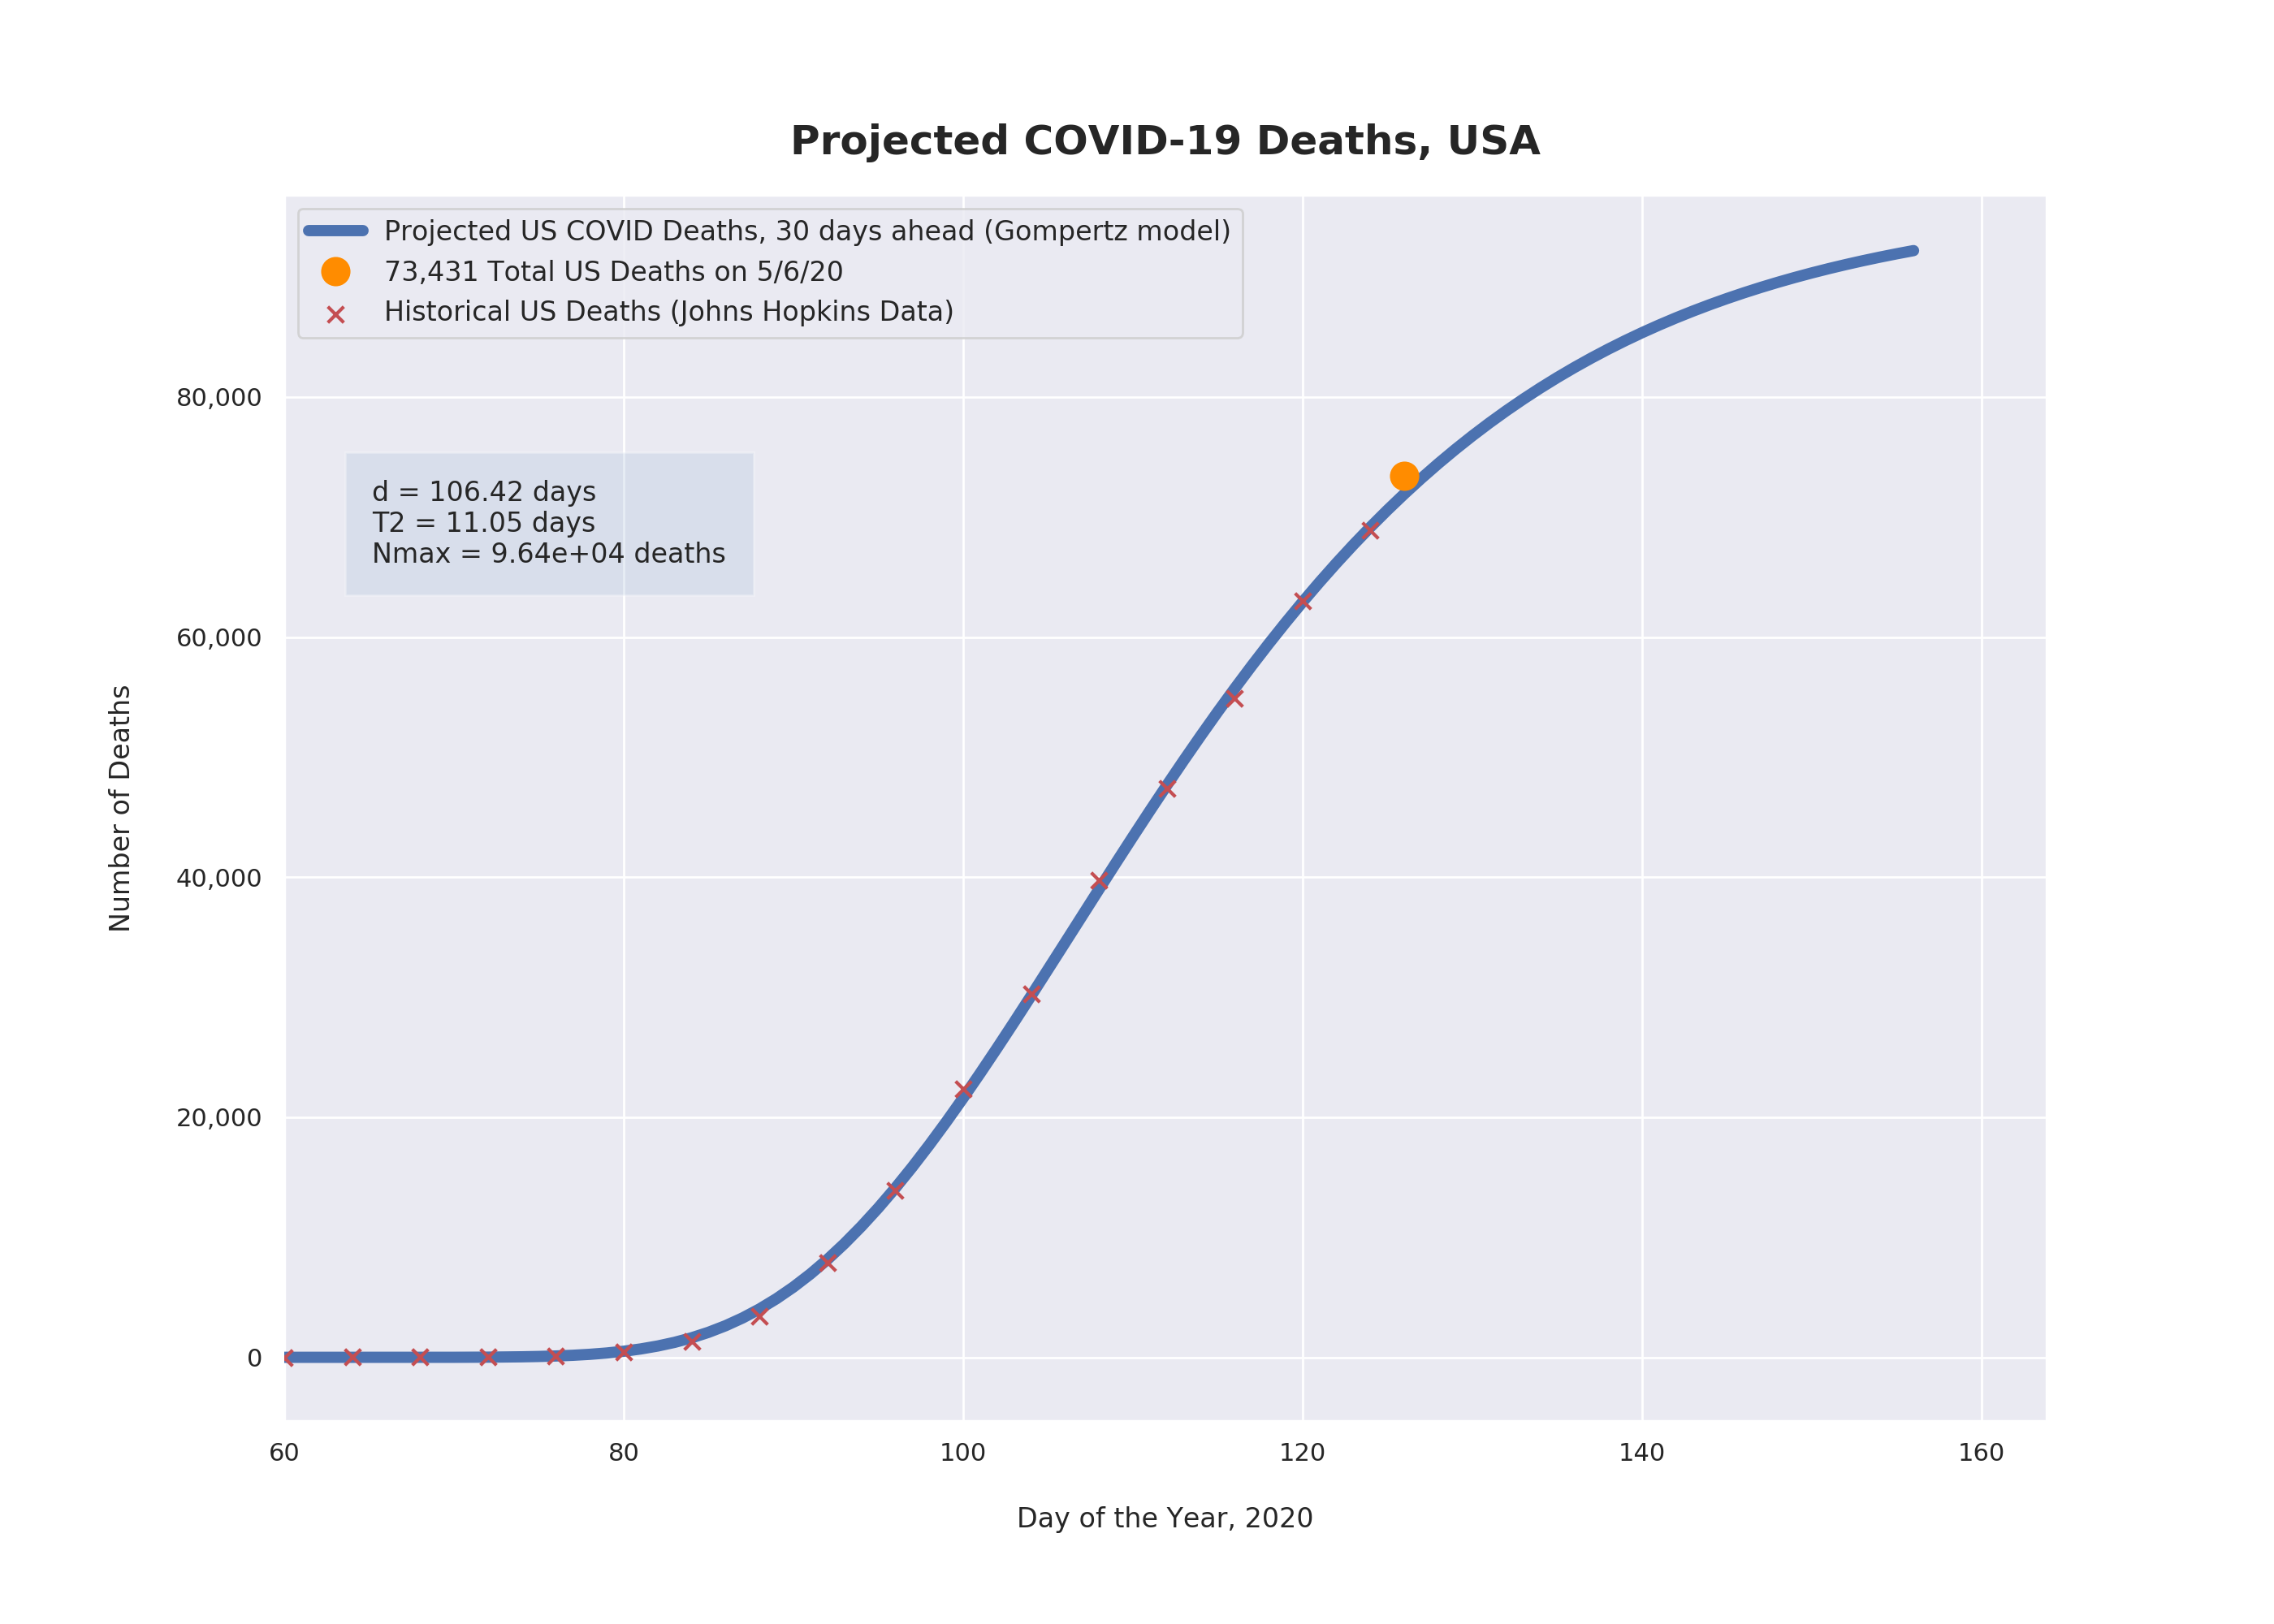 Projected COVID-19 Deaths, USA
Projected US COVID Deaths, 30 days ahead (Gompertz model)
73,431 Total US Deaths on 5/6/20
Historical US Deaths (Johns Hopkins Data)
d = 106.42 days
T2 = 11.05 days
Nmax = 9.64e+04 deaths
Number of Deaths
80,000
60,000
40,000
20,000
0
60 80 100 120 140 160
Day of the Year, 2020